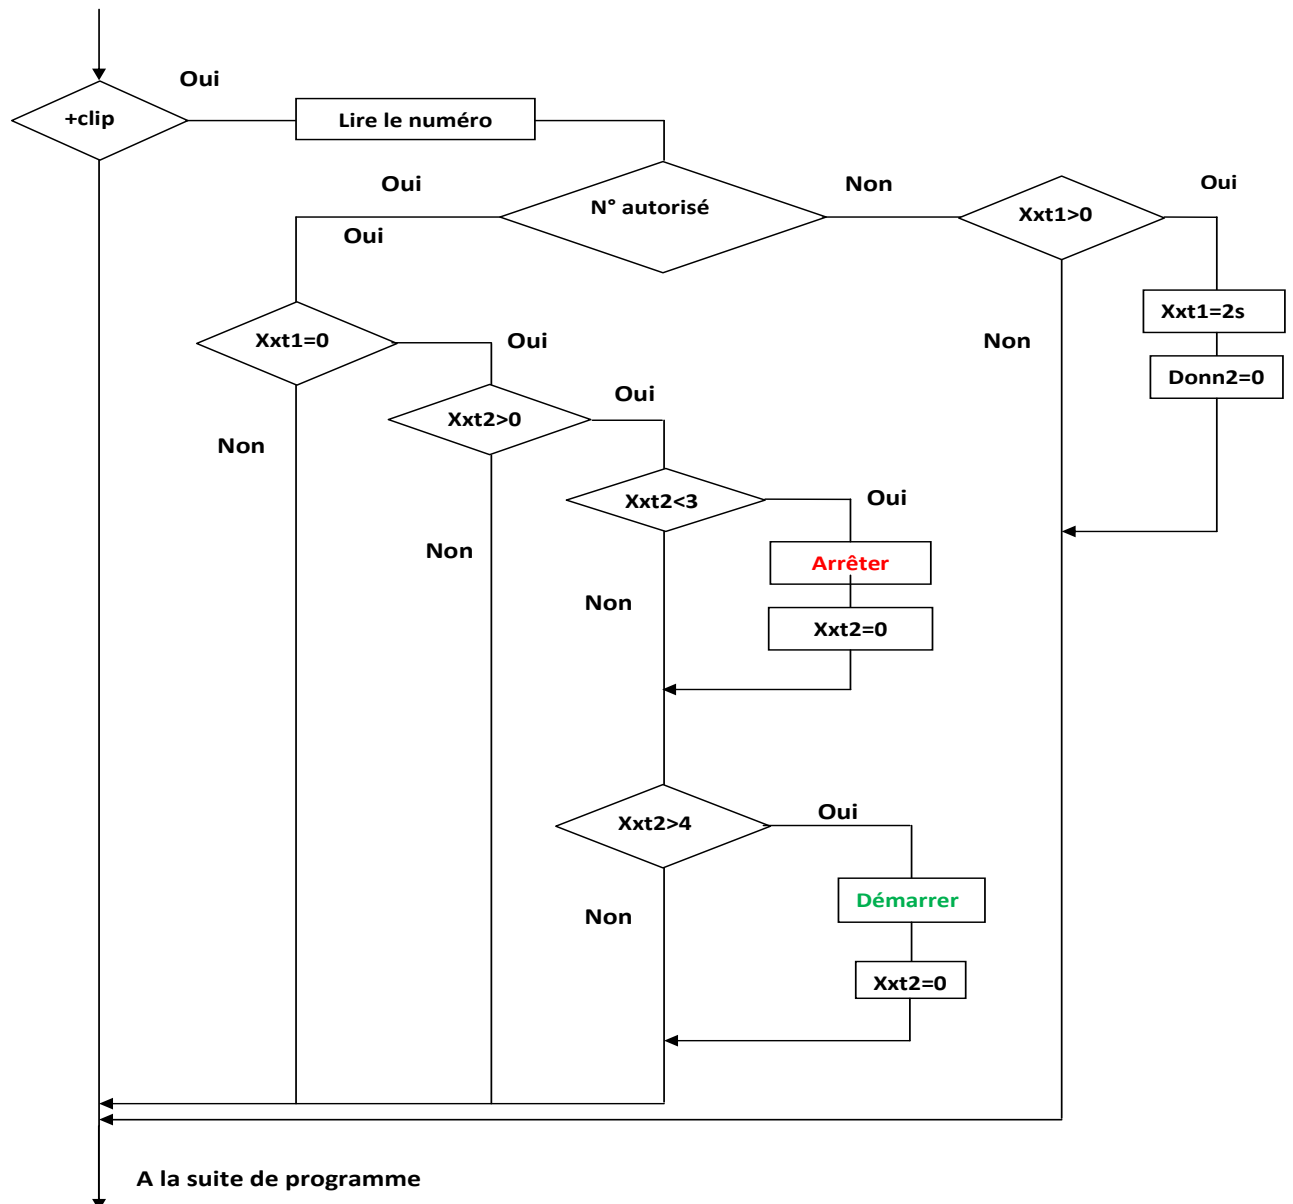 Oui
+clip
Lire le numéro
Oui
Non
Oui
N° autorisé
Xxt1>0
Oui
Xxt1=2s
Xxt1=0
Oui
Non
Donn2=0
Oui
Xxt2>0
Non
Xxt2<3
Oui
Non
Arrêter
Non
Xxt2=0
Xxt2>4
Oui
Démarrer
Non
Xxt2=0
A la suite de programme